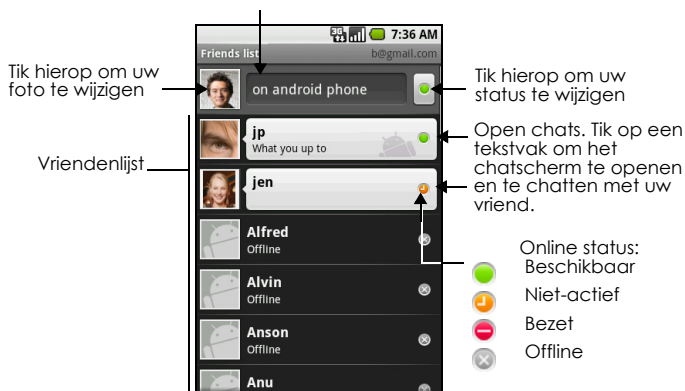 3G
7:36 AM
Friends list
b@gmail.com
Tik hierop om uw
foto te wijzigen
on android phone
Tik hierop om uw
status te wijzigen
jp
What you up to
Open chats. Tik op een
tekstvak om het
chatscherm te openen
en te chatten met uw
vriend.
Vriendenlijst
jen
Alfred
Offline
Alvin
Offline
Anson
Offline
Anu
Online status:
Beschikbaar
Niet-actief
Bezet
Offline